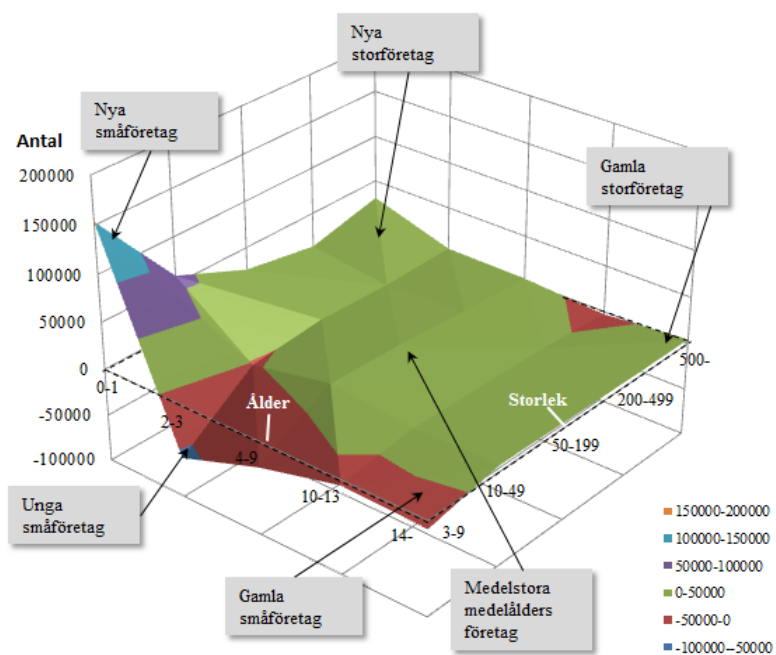 Nya
storföretag
Nya
småföretag
Gamla
storföretag
Antal
200000
150000
100000
50000
0
-50000
-100000
0-1
2-3
4-9
10-13
14-
Ålder
Storlek
3-9
10-49
50-199
200-499
500-
Unga
småföretag
Gamla
småföretag
Medelstora
medelålders
företag
150000-200000
100000-150000
50000-100000
0-50000
-50000-0
-100000--50000